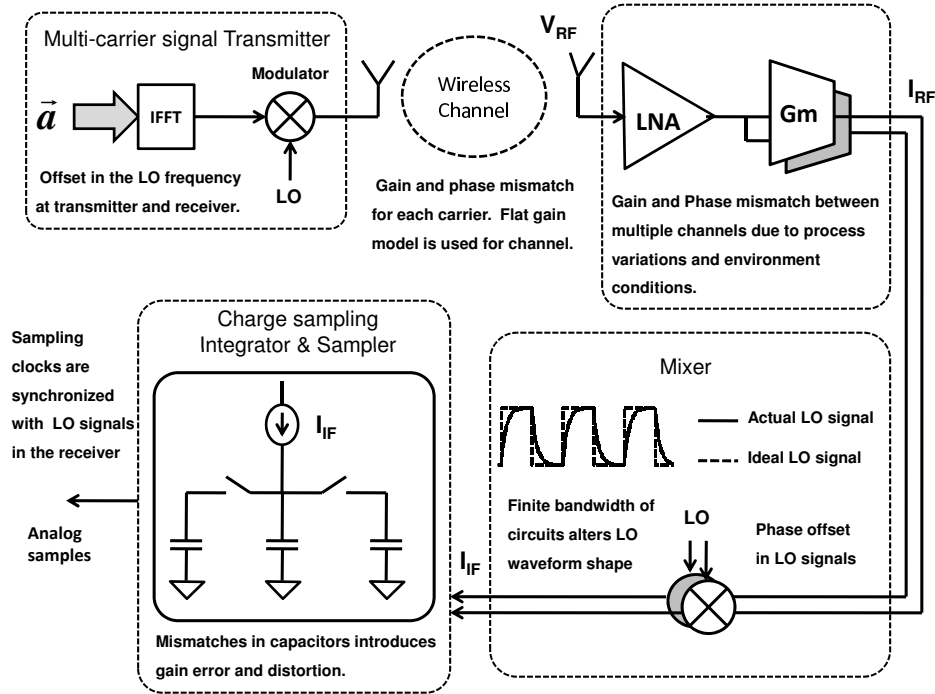 Multi-carrier signal Transmitter
Modulator
a
IFFT
LO
Offset in the LO frequency
at transmitter and receiver.
Wireless
Channel
Gain and phase mismatch
for each carrier. Flat gain
model is used for channel.
VRF
LNA
Gm
IRF
Gain and Phase mismatch between
multiple channels due to process
variations and environment
conditions.
Mixer
Actual LO signal
Ideal LO signal
Finite bandwidth of
circuits alters LO
waveform shape
LO
Phase offset
in LO signals
IIF
Charge sampling
Integrator & Sampler
IIF
Mismatches in capacitors introduces
gain error and distortion.
Sampling
clocks are
synchronized
with LO signals
in the receiver
Analog
samples